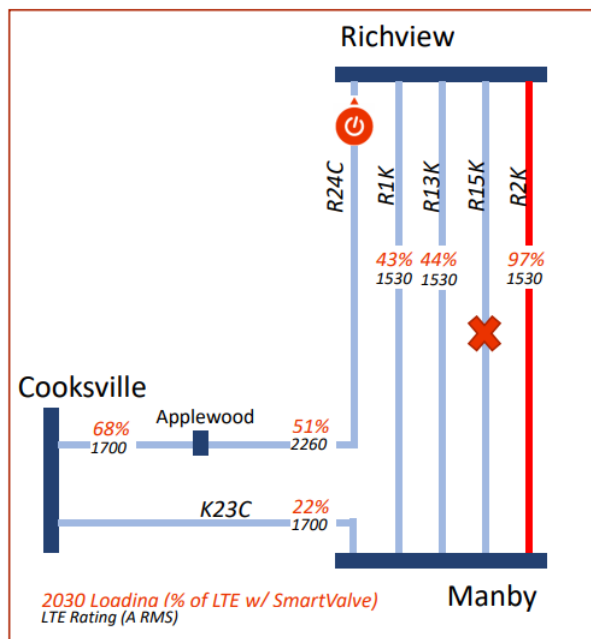 Richview
R24C
R1K
R13K
R15K
R2K
43% 44% 97%
1530 1530 1530
Cooksville
Applewood
68% 51%
1700 2260
K23C 22%
1700
Manby
2030 Loading (% of LTE w/ SmartValve)
LTE Rating (A RMS)